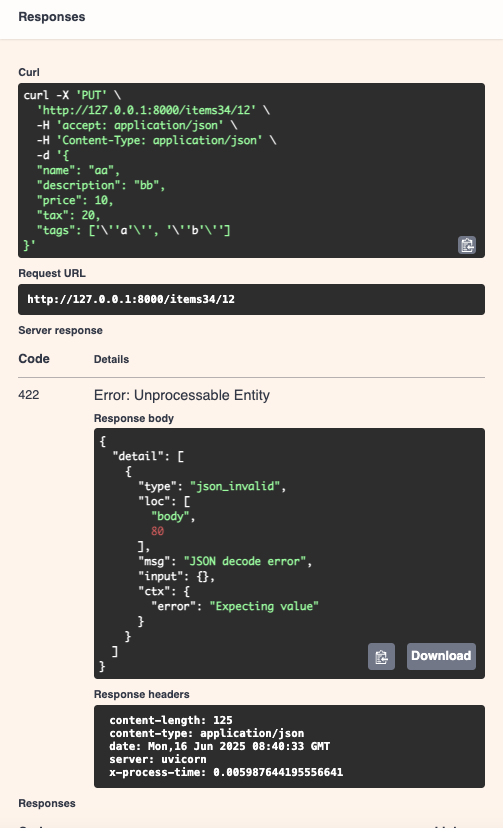 Responses
Curl
curl -X 'PUT' \
'http://127.0.0.1:8000/items34/12' \
-H 'accept: application/json' \
-H 'Content-Type: application/json' \
-d '{
"name": "aa",
"description": "bb",
"price": 10,
"tax": 20,
"tags": ['\''a'\'', '\''b'\'']
}'
Request URL
http://127.0.0.1:8000/items34/12
Server response
Code Details
422 Error: Unprocessable Entity
Response body
{
"detail": [
{
"type": "json_invalid",
"loc": [
"body",
80
],
"msg": "JSON decode error",
"input": {},
"ctx": {
"error": "Expecting value"
}
}
]
}
Download
Response headers
content-length: 125
content-type: application/json
date: Mon,16 Jun 2025 08:40:33 GMT
server: uvicorn
x-process-time: 0.005987644195556641
Responses